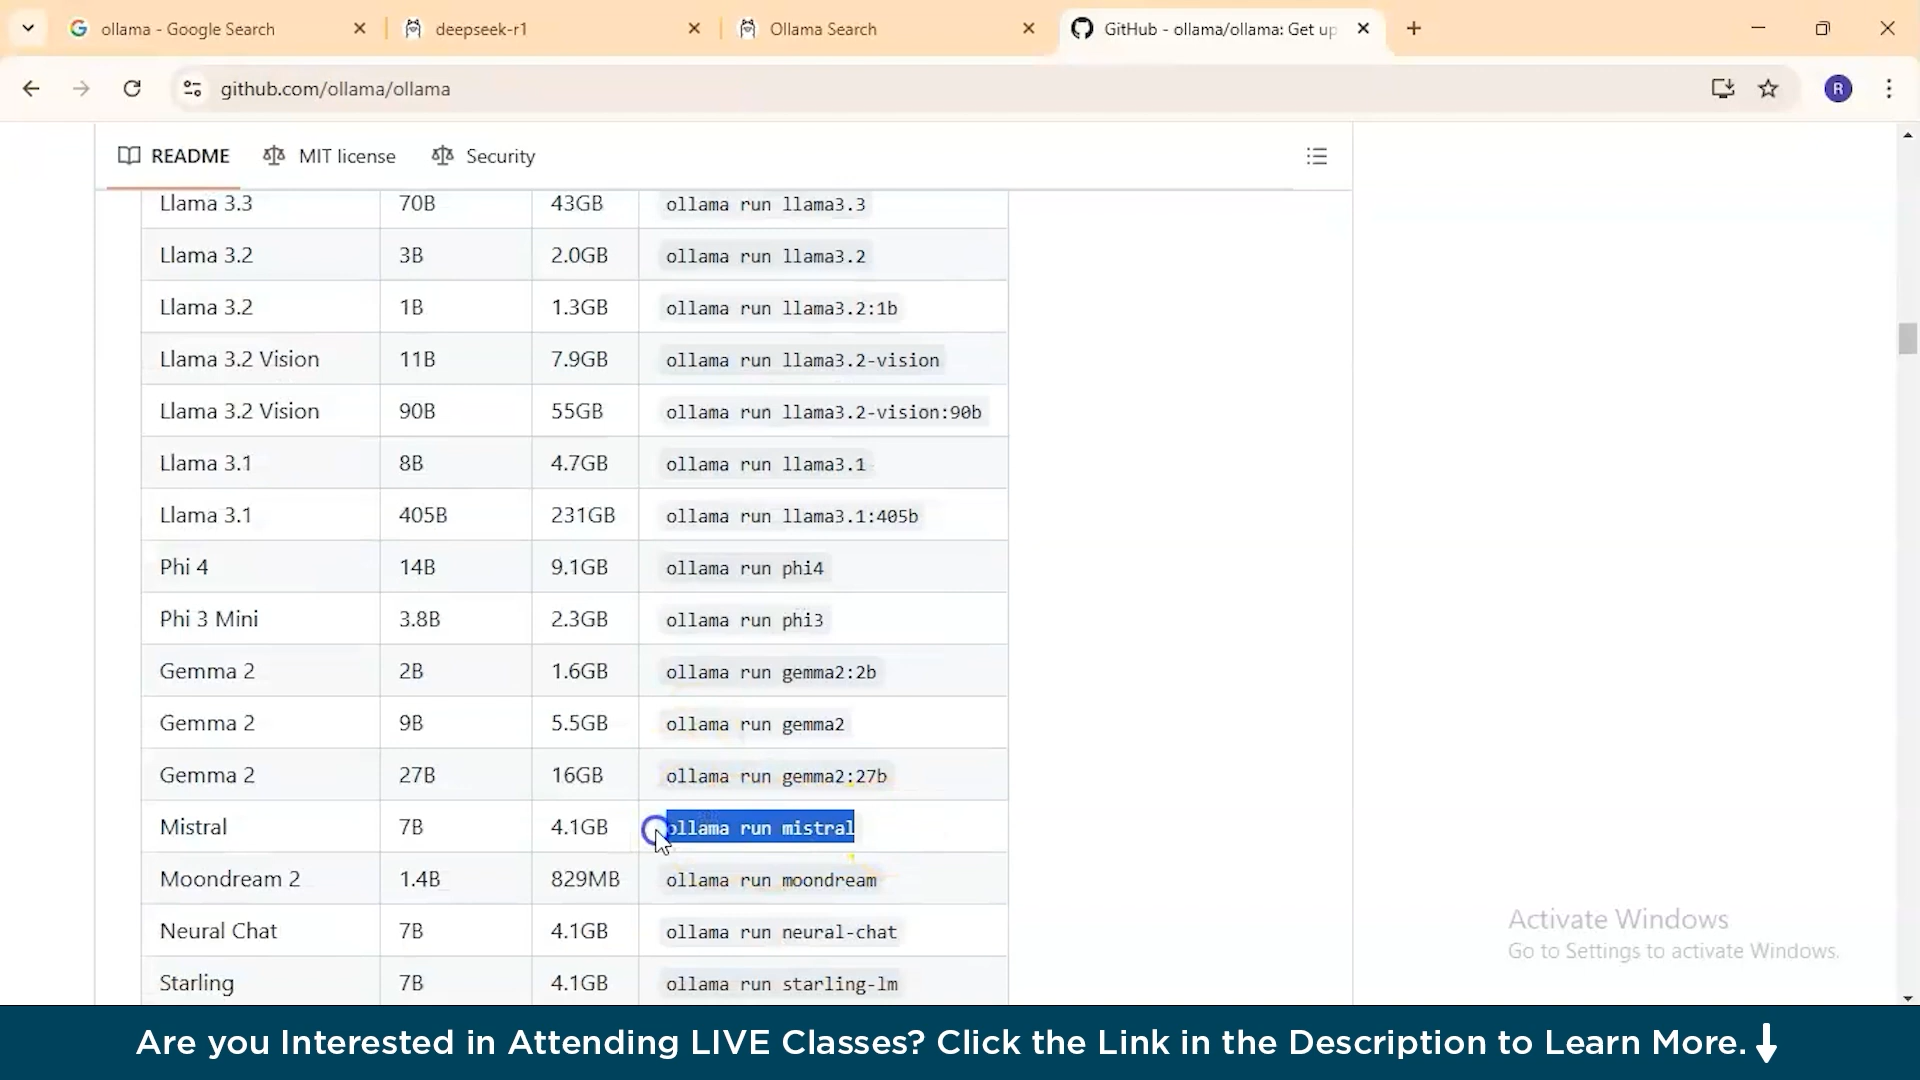 ollama - Google Search
deepseek-r1
Ollama Search
GitHub - ollama/ollama: Get up
github.com/ollama/ollama
R
README
MIT license
Security
Llama 3.3 70B 43GB ollama run llama3.3
Llama 3.2 3B 2.0GB ollama run llama3.2
Llama 3.2 1B 1.3GB ollama run llama3.2:1b
Llama 3.2 Vision 11B 7.9GB ollama run llama3.2-vision
Llama 3.2 Vision 90B 55GB ollama run llama3.2-vision:90b
Llama 3.1 8B 4.7GB ollama run llama3.1
Llama 3.1 405B 231GB ollama run llama3.1:405b
Phi 4 14B 9.1GB ollama run phi4
Phi 3 Mini 3.8B 2.3GB ollama run phi3
Gemma 2 2B 1.6GB ollama run gemma2:2b
Gemma 2 9B 5.5GB ollama run gemma2
Gemma 2 27B 16GB ollama run gemma2:27b
Mistral 7B 4.1GB ollama run mistral
Moondream 2 1.4B 829MB ollama run moondream
Neural Chat 7B 4.1GB ollama run neural-chat
Starling 7B 4.1GB ollama run starling-lm
Activate Windows
Go to Settings to activate Windows.
Are you Interested in Attending LIVE Classes? Click the Link in the Description to Learn More.